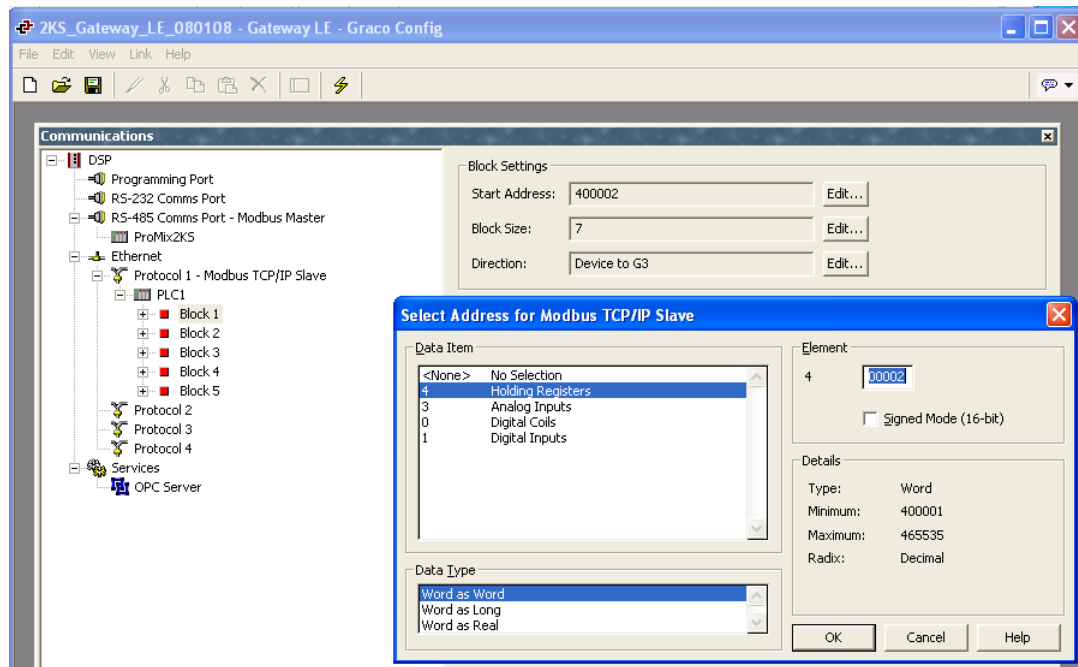 2KS_Gateway_LE_080108 - Gateway LE - Graco Config
File Edit View Link Help
Communications
DSP
Programming Port
RS-232 Comms Port
RS-485 Comms Port - Modbus Master
ProMix2KS
Ethernet
Protocol 1 - Modbus TCP/IP Slave
PLC1
Block 1
Block 2
Block 3
Block 4
Block 5
Protocol 2
Protocol 3
Protocol 4
Services
OPC Server
Block Settings
Start Address: 400002 Edit...
Block Size: 7 Edit...
Direction: Device to G3 Edit...
Select Address for Modbus TCP/IP Slave
Data Item
<None> No Selection
4 Holding Registers
3 Analog Inputs
0 Digital Coils
1 Digital Inputs
Data Type
Word as Word
Word as Long
Word as Real
Element
4 00002
Signed Mode (16-bit)
Details
Type: Word
Minimum: 400001
Maximum: 465535
Radix: Decimal
OK Cancel Help